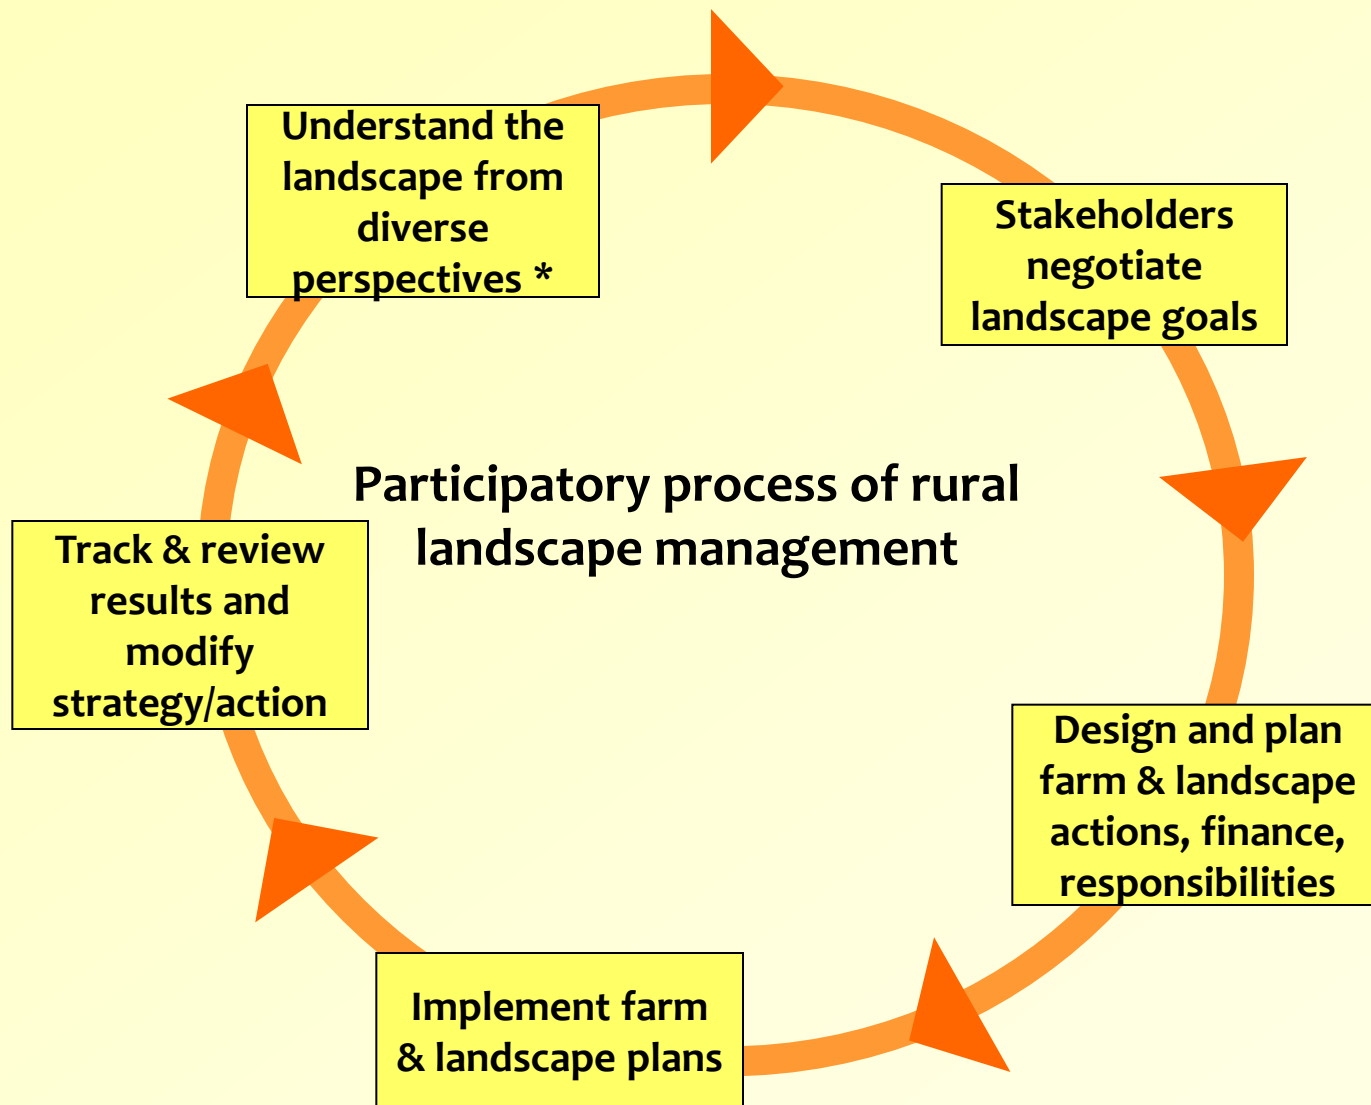 Understand the
landscape from
diverse
perspectives *
Stakeholders
negotiate
landscape goals
Participatory process of rural
landscape management
Track & review
results and
modify
strategy/action
Design and plan
farm & landscape
actions, finance,
responsibilities
Implement farm
& landscape plans